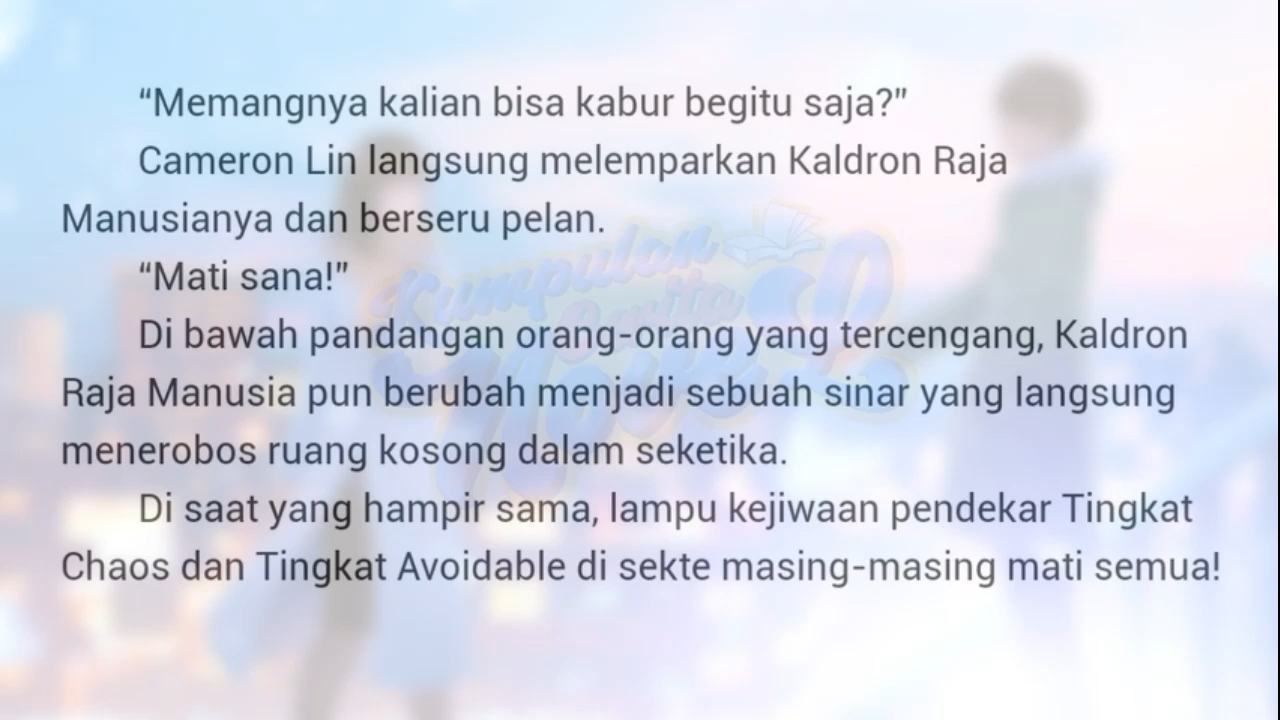 “Memangnya kalian bisa kabur begitu saja?”
Cameron Lin langsung melemparkan Kaldron Raja
Manusianya dan berseru pelan.
“Mati sana!”
Di bawah pandangan orang-orang yang tercengang, Kaldron
Raja Manusia pun berubah menjadi sebuah sinar yang langsung
menerobos ruang kosong dalam seketika.
Di saat yang hampir sama, lampu kejiwaan pendekar Tingkat
Chaos dan Tingkat Avoidable di sekte masing-masing mati semua!
Kumpulan
Cerita
Novel